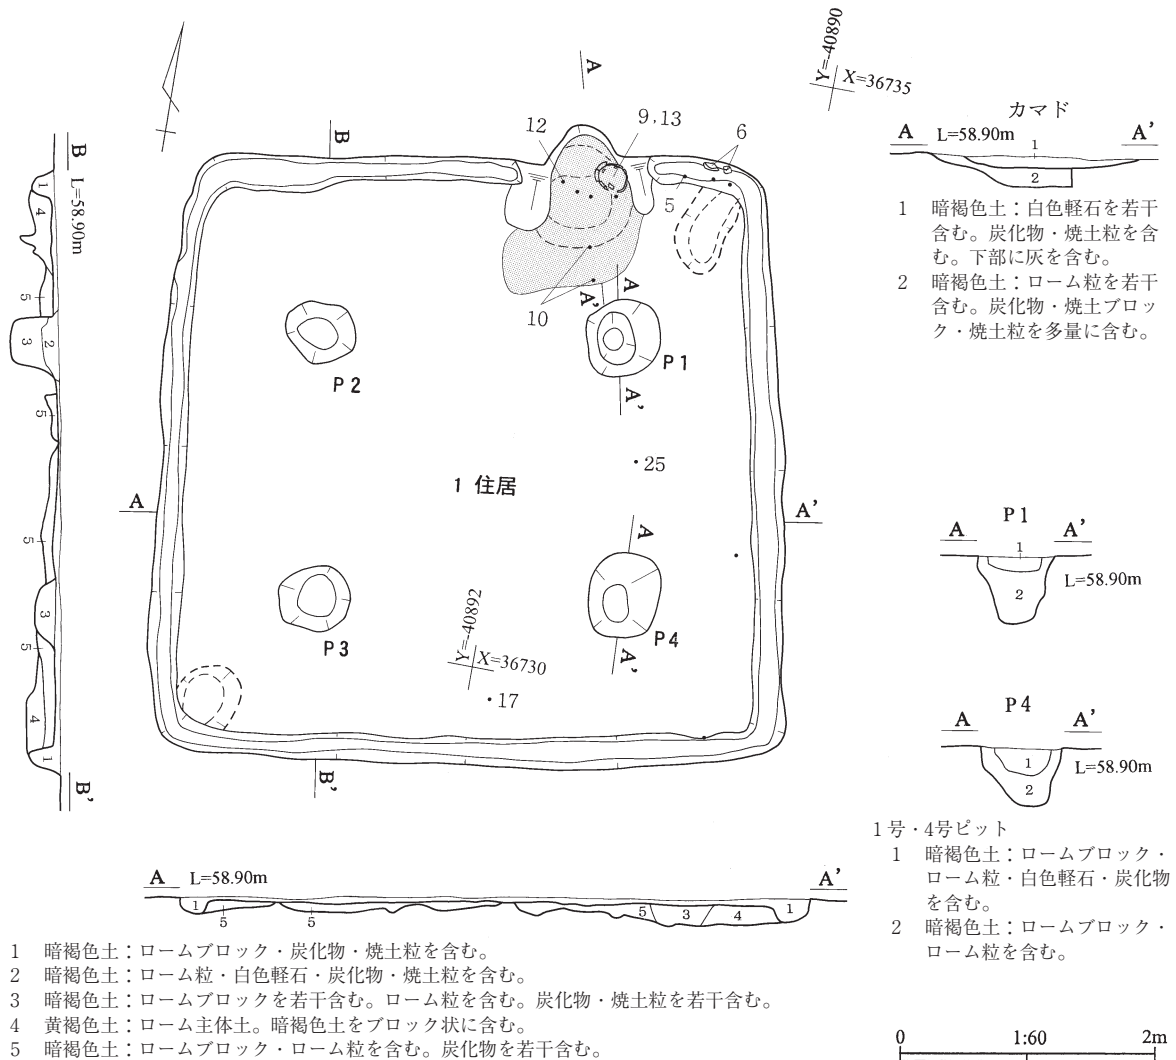 Y=-40890
X=36735
A
B
12
9,13
6
5
10
A
A'
P1
A'
P2
・25
1 住居
A
A'
A
P3
P4
A'
Y=-40892
X=36730
・17
B'
B
L=58.90m
1
4
5
3
2
5
5
3
5
4
1
B'
カマド
A L=58.90m A'
1
2
1 暗褐色土：白色軽石を若干
含む。炭化物・焼土粒を含
む。下部に灰を含む。
2 暗褐色土：ローム粒を若干
含む。炭化物・焼土ブロッ
ク・焼土粒を多量に含む。
P1
A A'
1
L=58.90m
2
P4
A A'
1
L=58.90m
2
1号・4号ピット
1 暗褐色土：ロームブロック・
ローム粒・白色軽石・炭化物
を含む。
2 暗褐色土：ロームブロック・
ローム粒を含む。
A L=58.90m A'
1 5 5 5 3 4 1
1 暗褐色土：ロームブロック・炭化物・焼土粒を含む。
2 暗褐色土：ローム粒・白色軽石・炭化物・焼土粒を含む。
3 暗褐色土：ロームブロックを若干含む。ローム粒を含む。炭化物・焼土粒を若干含む。
4 黄褐色土：ローム主体土。暗褐色土をブロック状に含む。
5 暗褐色土：ロームブロック・ローム粒を含む。炭化物を若干含む。
0 1:60 2m